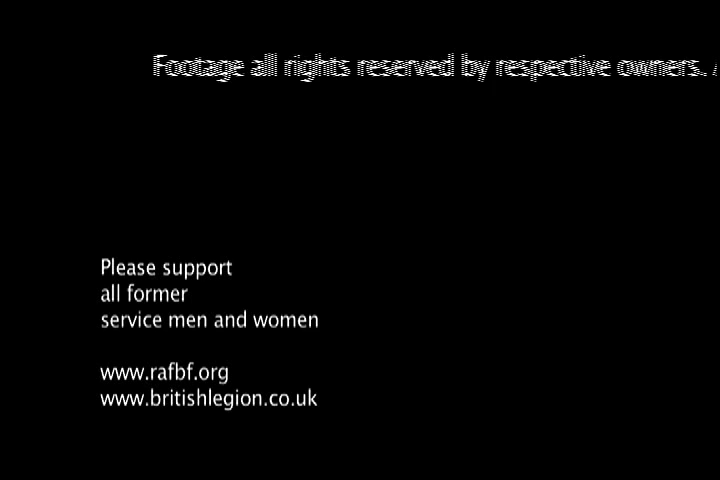 Footage all rights reserved by respective owners.
Please support
all former
service men and women
www.rafbf.org
www.britishlegion.co.uk